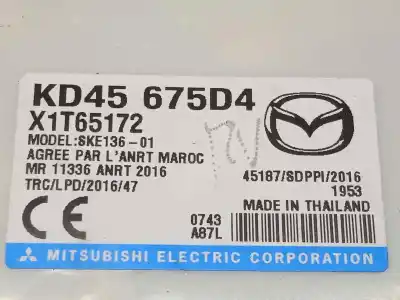 KD45 675D4
X1T65172
MODEL:SKE136-01
AGREE PAR L'ANRT MAROC
MR 11336 ANRT 2016
TRC/LPD/2016/47
45187/SDPPI/2016
1953
0743
A87L
MADE IN THAILAND
MITSUBISHI ELECTRIC CORPORATION